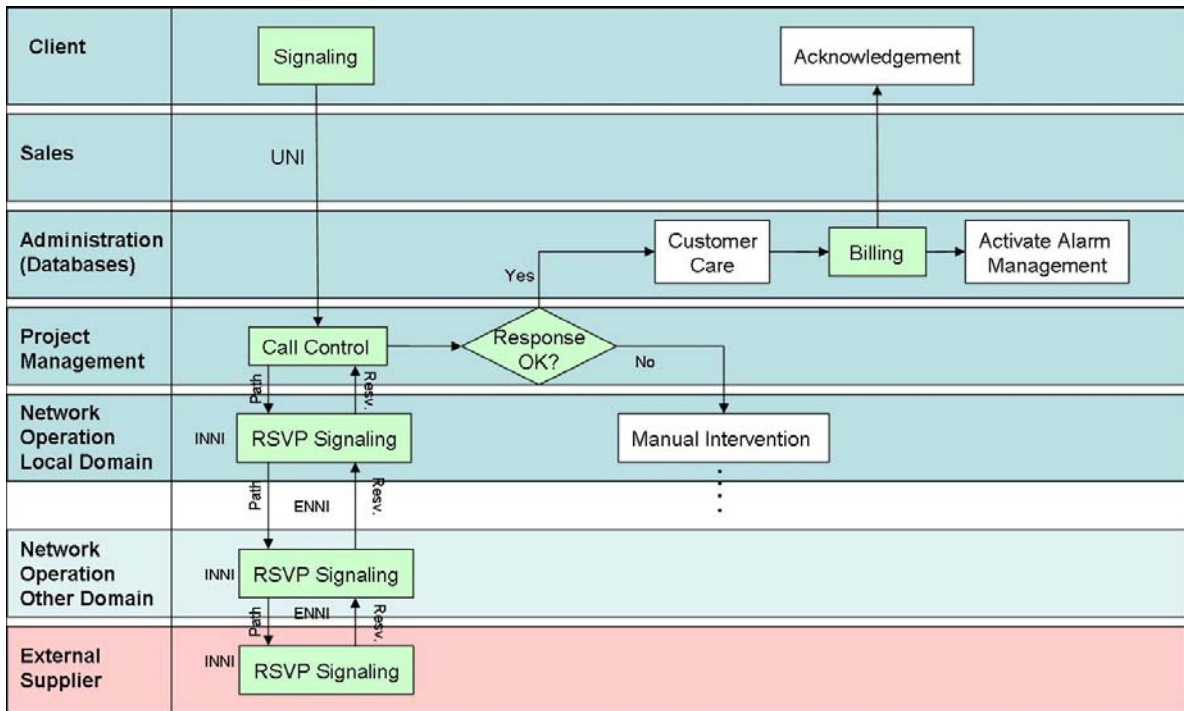 Client
Signaling
Acknowledgement
Sales
UNI
Administration
(Databases)
Yes
Customer
Care
Billing
Activate Alarm
Management
Project
Management
Call Control
Response
OK?
No
Path
Resv.
Network
Operation
Local Domain
INNI
RSVP Signaling
Manual Intervention
Path
ENNI
Resv.
Network
Operation
Other Domain
INNI
RSVP Signaling
Path
ENNI
Resv.
External
Supplier
INNI
RSVP Signaling